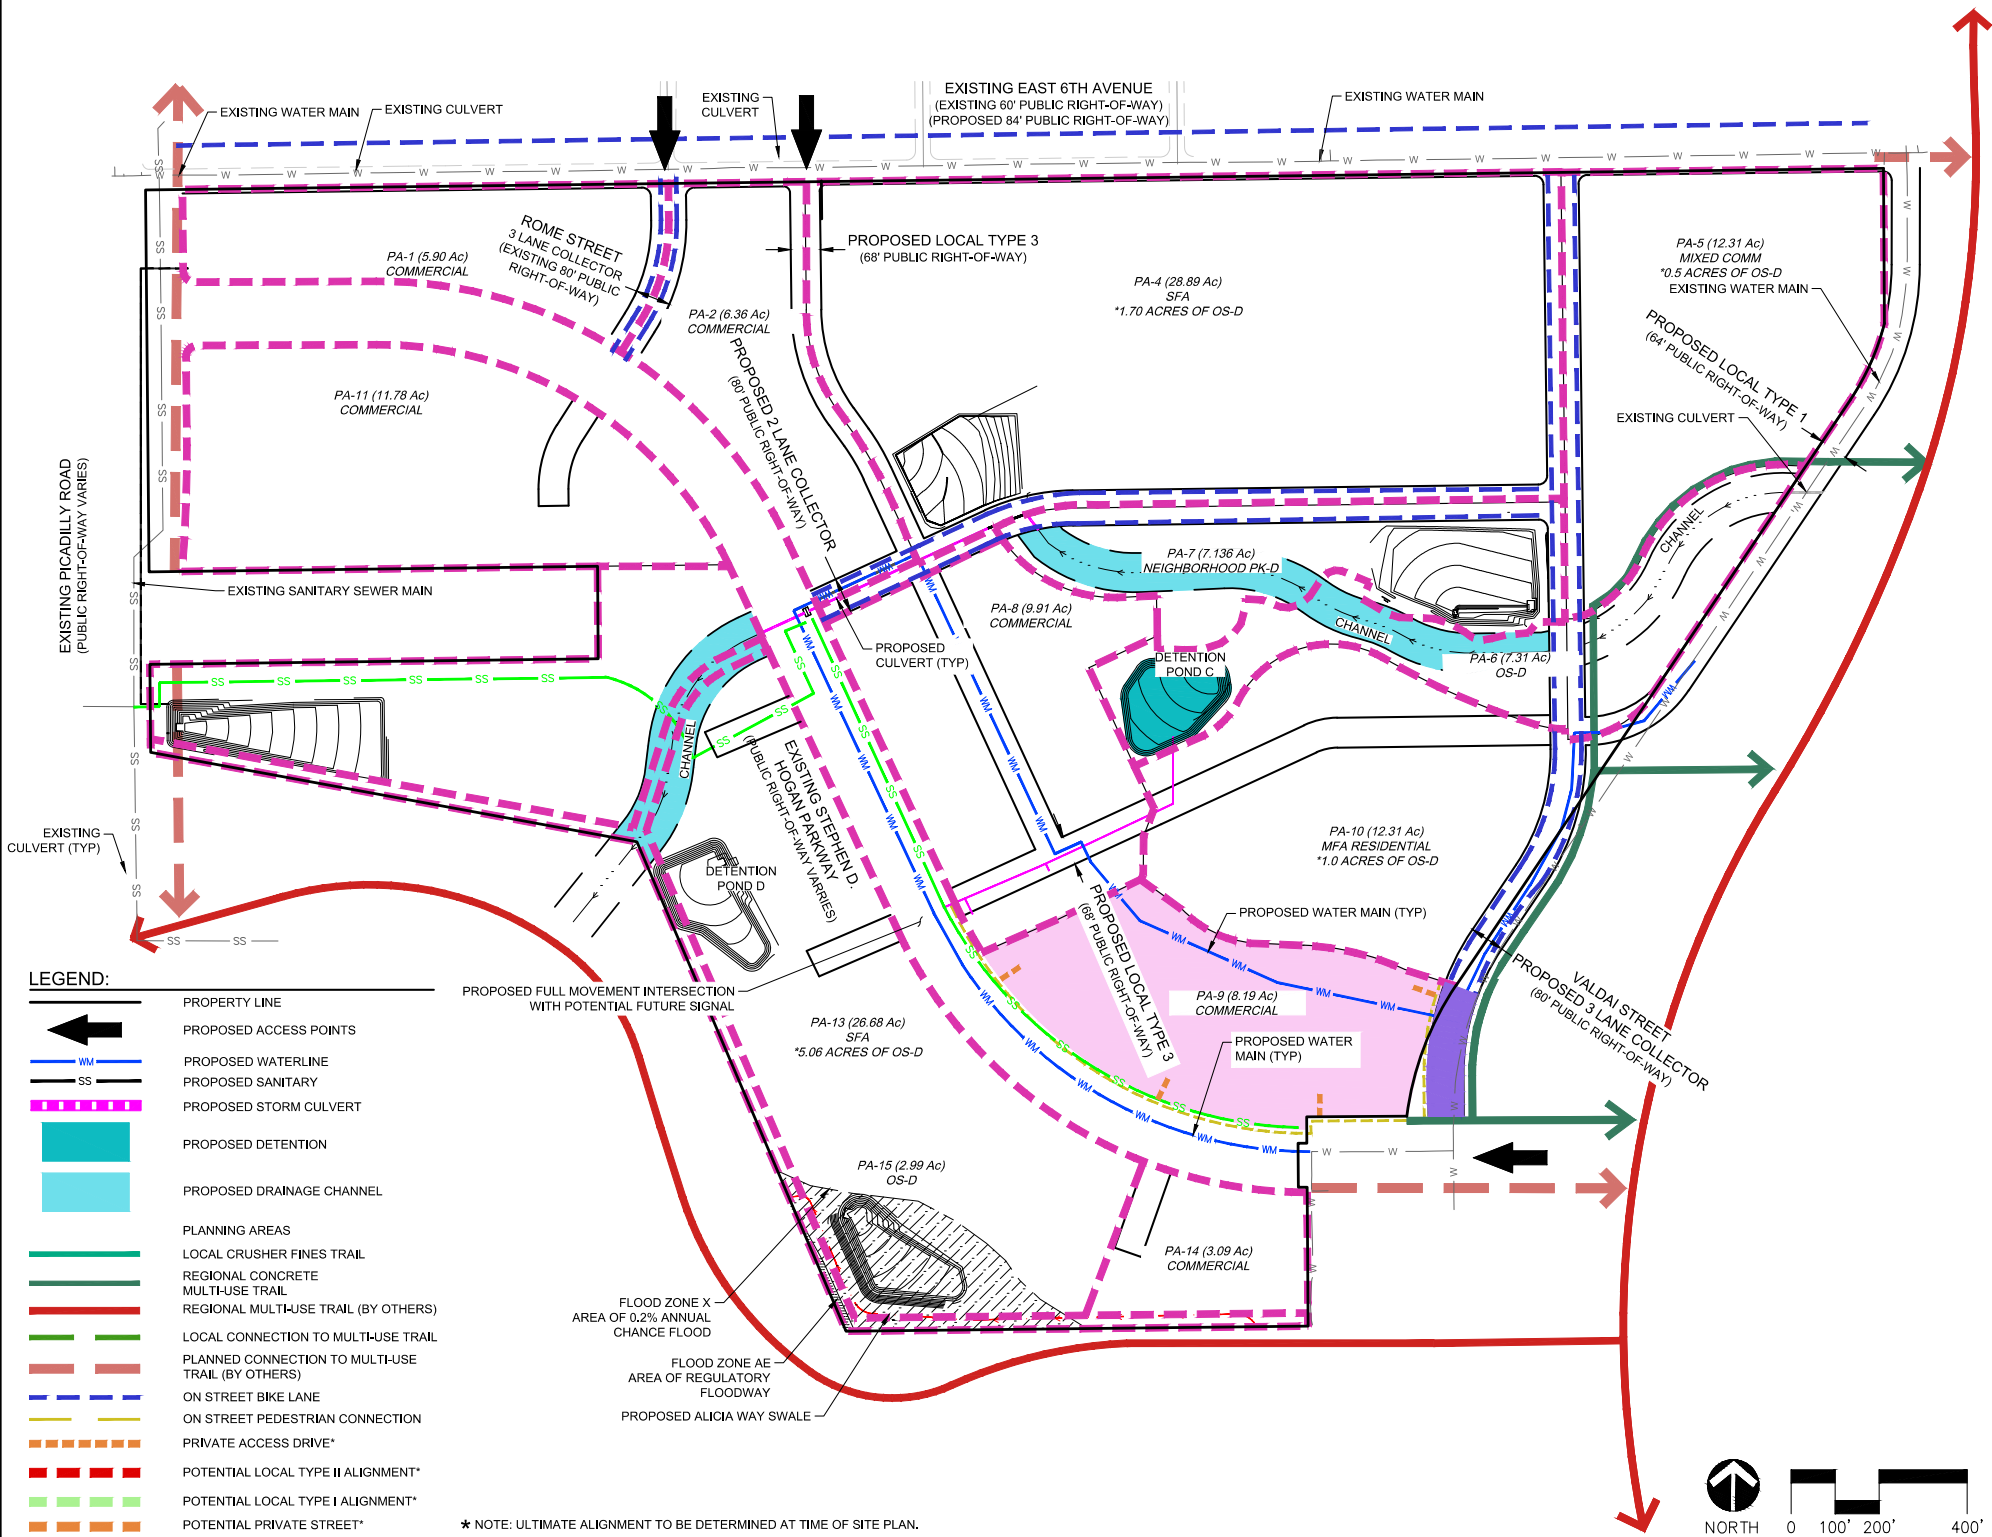 EXISTING EAST 6TH AVENUE
(EXISTING 60' PUBLIC RIGHT-OF-WAY)
(PROPOSED 84' PUBLIC RIGHT-OF-WAY)
EXISTING WATER MAIN
EXISTING CULVERT
EXISTING
CULVERT
EXISTING WATER MAIN
ROME STREET
3 LANE COLLECTOR
(EXISTING 80' PUBLIC
RIGHT-OF-WAY)
PROPOSED LOCAL TYPE 3
(68' PUBLIC RIGHT-OF-WAY)
PA-1 (5.90 Ac)
COMMERCIAL
PA-2 (6.36 Ac)
COMMERCIAL
PA-4 (28.89 Ac)
SFA
*1.70 ACRES OF OS-D
PA-5 (12.31 Ac)
MIXED COMM
*0.5 ACRES OF OS-D
EXISTING WATER MAIN
PROPOSED LOCAL TYPE 1
(64' PUBLIC RIGHT-OF-WAY)
EXISTING CULVERT
PA-11 (11.78 Ac)
COMMERCIAL
PROPOSED 2 LANE COLLECTOR
(80' PUBLIC RIGHT-OF-WAY)
EXISTING PICADILLY ROAD
(PUBLIC RIGHT-OF-WAY VARIES)
EXISTING SANITARY SEWER MAIN
PA-7 (7.136 Ac)
NEIGHBORHOOD PK-D
CHANNEL
PA-8 (9.91 Ac)
COMMERCIAL
CHANNEL
PROPOSED
CULVERT (TYP)
DETENTION
POND C
PA-6 (7.31 Ac)
OS-D
CHANNEL
EXISTING STEPHEN D.
HOGAN PARKWAY
(PUBLIC RIGHT-OF-WAY VARRIES)
EXISTING
CULVERT (TYP)
DETENTION
POND D
PA-10 (12.31 Ac)
MFA RESIDENTIAL
*1.0 ACRES OF OS-D
PROPOSED WATER MAIN (TYP)
PROPOSED LOCAL TYPE 3
(68' PUBLIC RIGHT-OF-WAY)
PROPOSED FULL MOVEMENT INTERSECTION
WITH POTENTIAL FUTURE SIGNAL
PA-9 (8.19 Ac)
COMMERCIAL
VALDAI STREET
PROPOSED 3 LANE COLLECTOR
(80' PUBLIC RIGHT-OF-WAY)
PA-13 (26.68 Ac)
SFA
*5.06 ACRES OF OS-D
PROPOSED WATER
MAIN (TYP)
PA-15 (2.99 Ac)
OS-D
PA-14 (3.09 Ac)
COMMERCIAL
FLOOD ZONE X
AREA OF 0.2% ANNUAL
CHANCE FLOOD
FLOOD ZONE AE
AREA OF REGULATORY
FLOODWAY
PROPOSED ALICIA WAY SWALE
LEGEND:
PROPERTY LINE
PROPOSED ACCESS POINTS
WM PROPOSED WATERLINE
SS PROPOSED SANITARY
PROPOSED STORM CULVERT
PROPOSED DETENTION
PROPOSED DRAINAGE CHANNEL
PLANNING AREAS
LOCAL CRUSHER FINES TRAIL
REGIONAL CONCRETE
MULTI-USE TRAIL
REGIONAL MULTI-USE TRAIL (BY OTHERS)
LOCAL CONNECTION TO MULTI-USE TRAIL
PLANNED CONNECTION TO MULTI-USE
TRAIL (BY OTHERS)
ON STREET BIKE LANE
ON STREET PEDESTRIAN CONNECTION
PRIVATE ACCESS DRIVE*
POTENTIAL LOCAL TYPE II ALIGNMENT*
POTENTIAL LOCAL TYPE I ALIGNMENT*
POTENTIAL PRIVATE STREET*
* NOTE: ULTIMATE ALIGNMENT TO BE DETERMINED AT TIME OF SITE PLAN.
NORTH
0 100' 200' 400'